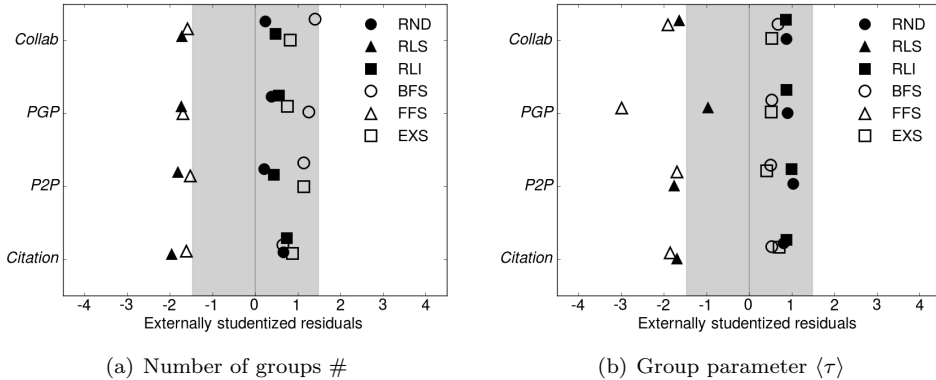 Collab
PGP
P2P
Citation
RND
RLS
RLI
BFS
FFS
EXS
-4 -3 -2 -1 0 1 2 3 4
Externally studentized residuals
(a) Number of groups #
Collab
PGP
P2P
Citation
RND
RLS
RLI
BFS
FFS
EXS
-4 -3 -2 -1 0 1 2 3 4
Externally studentized residuals
(b) Group parameter ⟨τ⟩